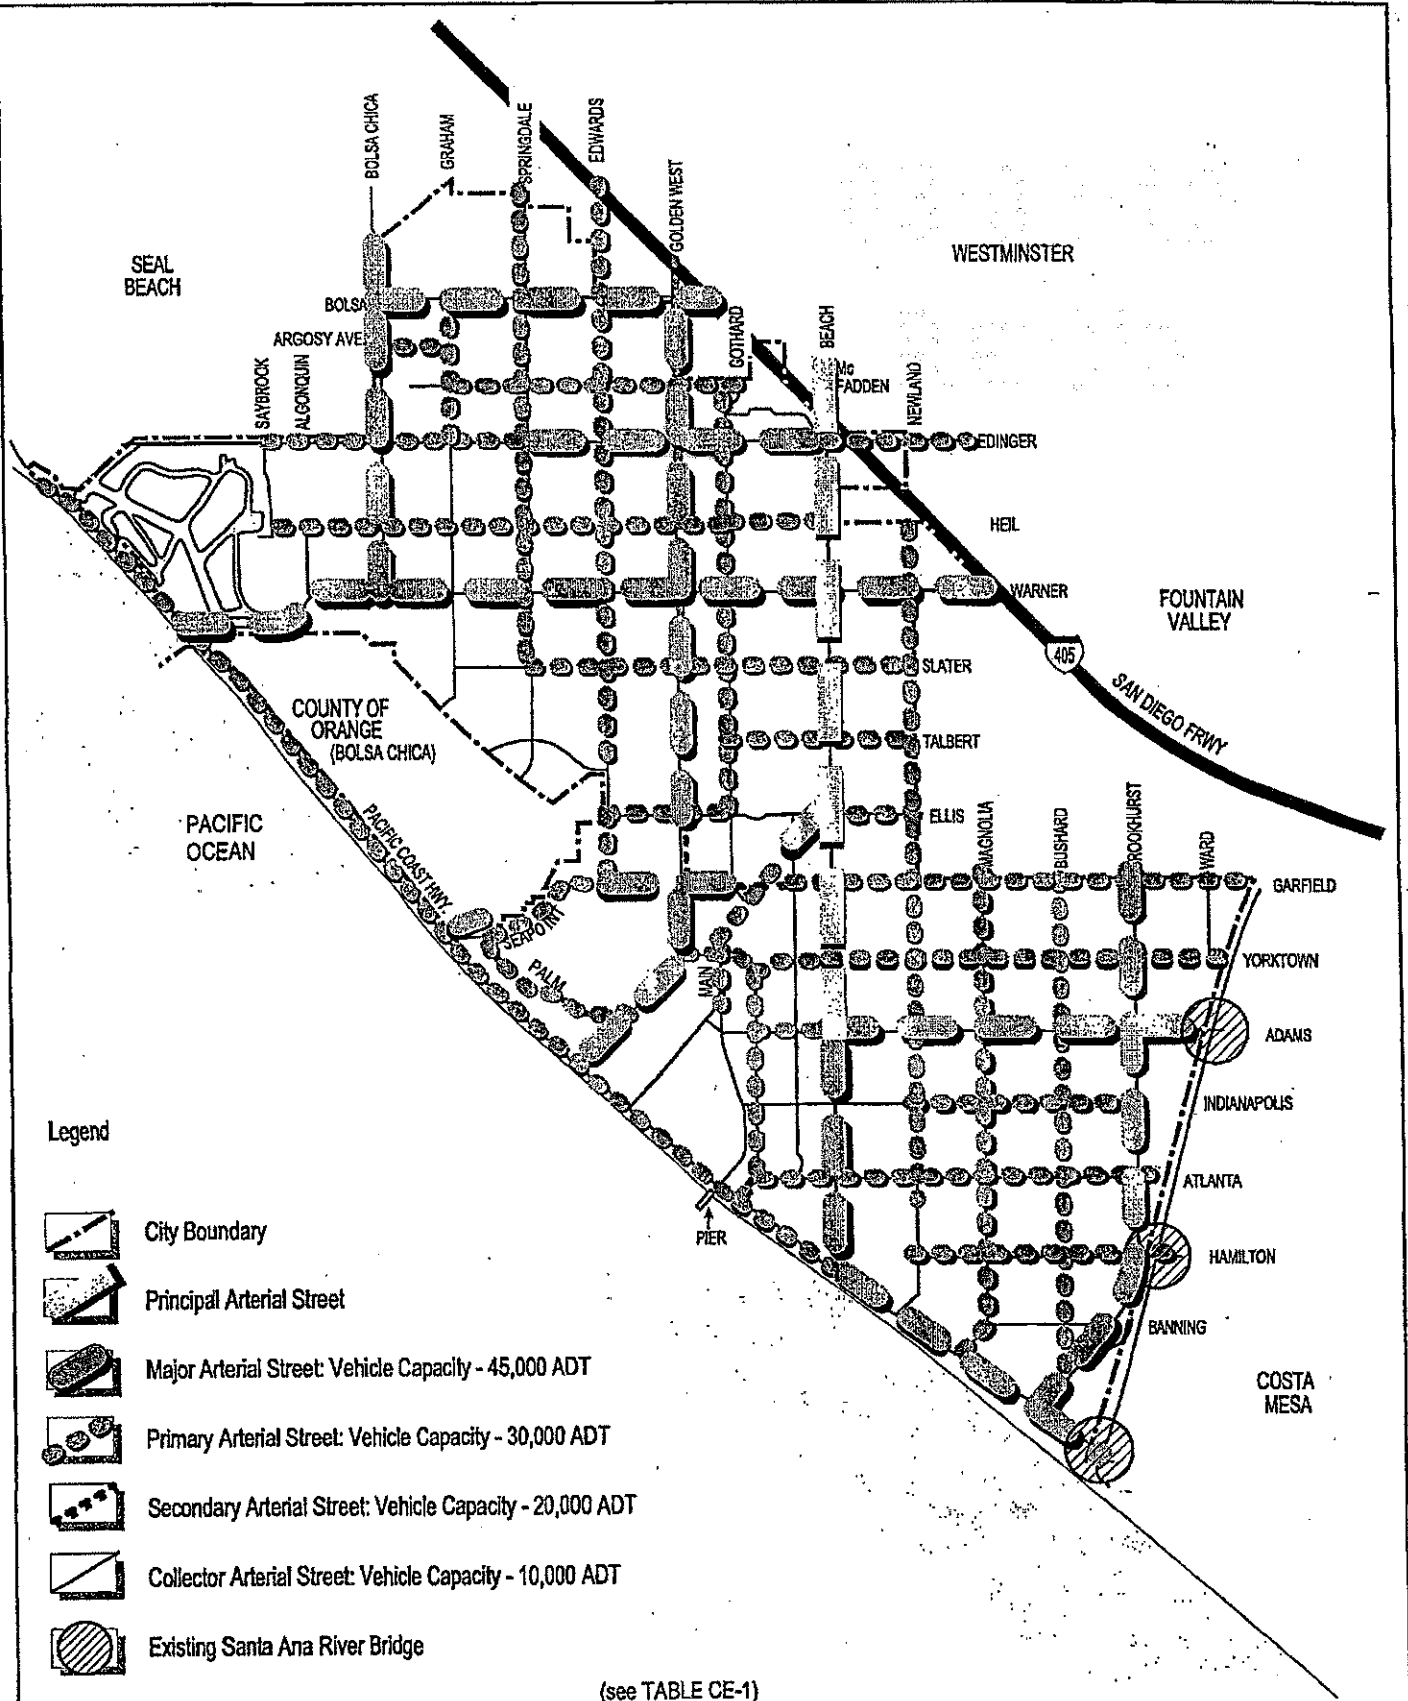 BOLSA CHICA
GRAHAM
SPRINGDALE
EDWARDS
GOLDEN WEST
SEAL
BEACH
WESTMINSTER
BOLSA
ARGOSY AVE.
SAYBROOK
ALGONQUIN
GOTHARD
BEACH
Mc
FADDEN
NEWLAND
EDINGER
HEIL
WARNER
FOUNTAIN
VALLEY
405
SAN DIEGO FRWY
SLATER
COUNTY OF
ORANGE
(BOLSA CHICA)
TALBERT
PACIFIC
OCEAN
PACIFIC COAST HWY.
ELLIS
MAGNOLIA
BUSHARD
BROOKHURST
WARD
GARFIELD
SEAPOINT
PALM
MAIN
YORKTOWN
ADAMS
INDIANAPOLIS
ATLANTA
PIER
HAMILTON
BANNING
COSTA
MESA
Legend
City Boundary
Principal Arterial Street
Major Arterial Street: Vehicle Capacity - 45,000 ADT
Primary Arterial Street: Vehicle Capacity - 30,000 ADT
Secondary Arterial Street: Vehicle Capacity - 20,000 ADT
Collector Arterial Street: Vehicle Capacity - 10,000 ADT
Existing Santa Ana River Bridge
(see TABLE CE-1)